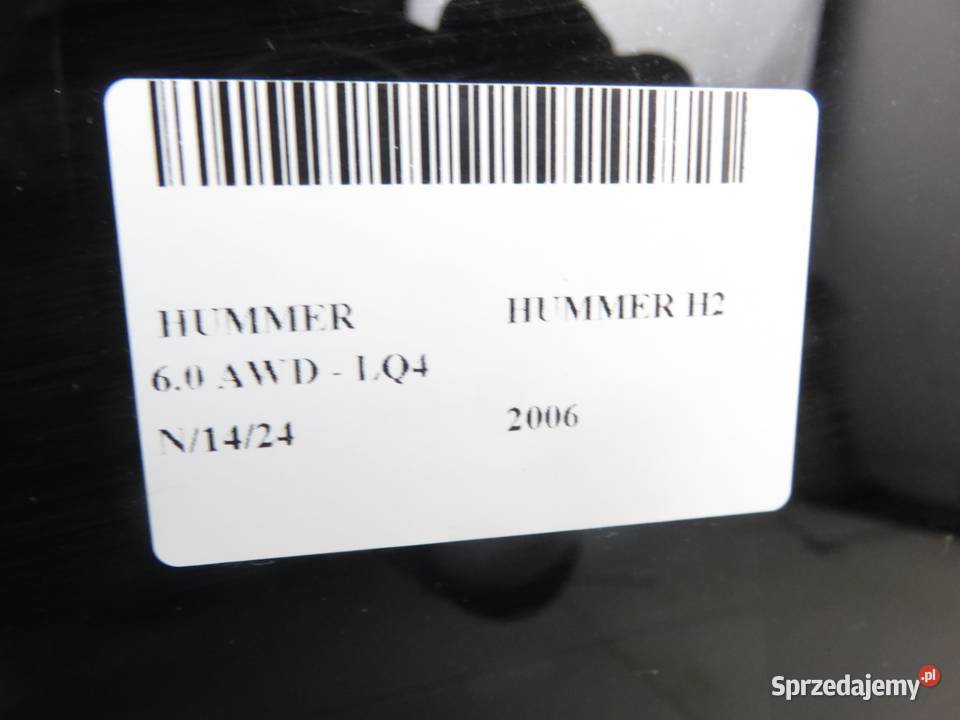 HUMMER HUMMER H2
6.0 AWD - LQ4
N/14/24 2006
Sprzedajemy.pl